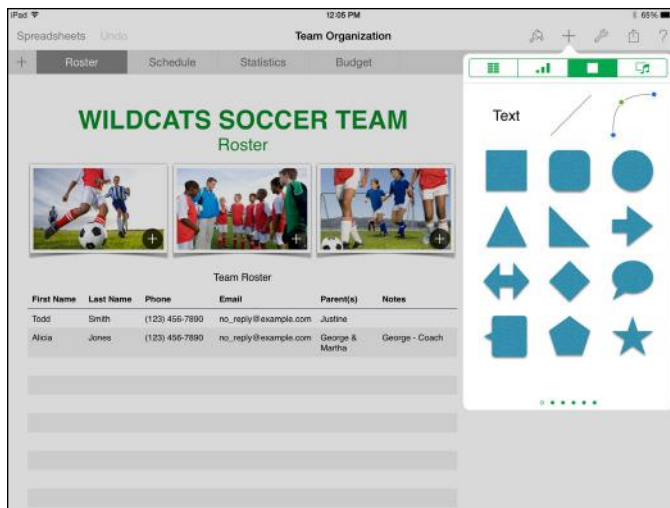 iPad 12:05 PM 65%
Spreadsheets Undo Team Organization ?
+ Roster Schedule Statistics Budget
WILDCATS SOCCER TEAM
Roster
Text
Team Roster
First Name Last Name Phone Email Parent(s) Notes
Todd Smith (123) 456-7890 no_reply@example.com Justine
Alicia Jones (123) 456-7890 no_reply@example.com George & Martha George - Coach